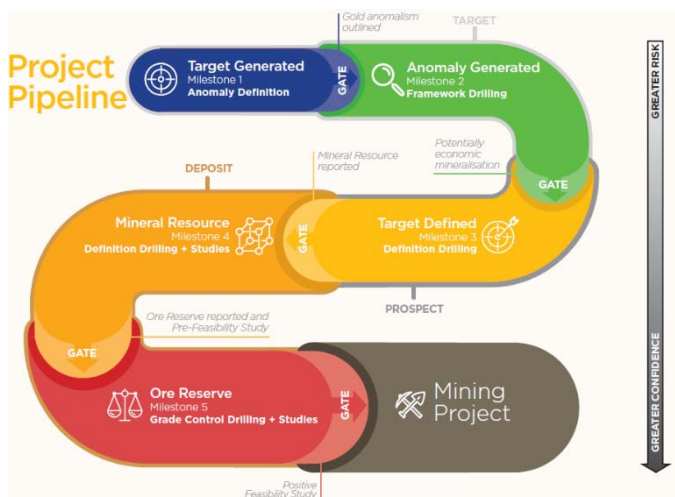 Project
Pipeline
Gold anomalism
outlined
TARGET
Target Generated
Milestone 1
Anomaly Definition
GATE
Anomaly Generated
Milestone 2
Framework Drilling
GREATER RISK
Potentially
economic
mineralisation
GATE
DEPOSIT
Mineral Resource
reported
Mineral Resource
Milestone 4
Definition Drilling + Studies
GATE
Target Defined
Milestone 3
Definition Drilling
PROSPECT
Ore Reserve reported and
Pre-Feasibility Study
GATE
Ore Reserve
Milestone 5
Grade Control Drilling + Studies
GATE
Mining
Project
GREATER CONFIDENCE
Positive
Feasibility Study